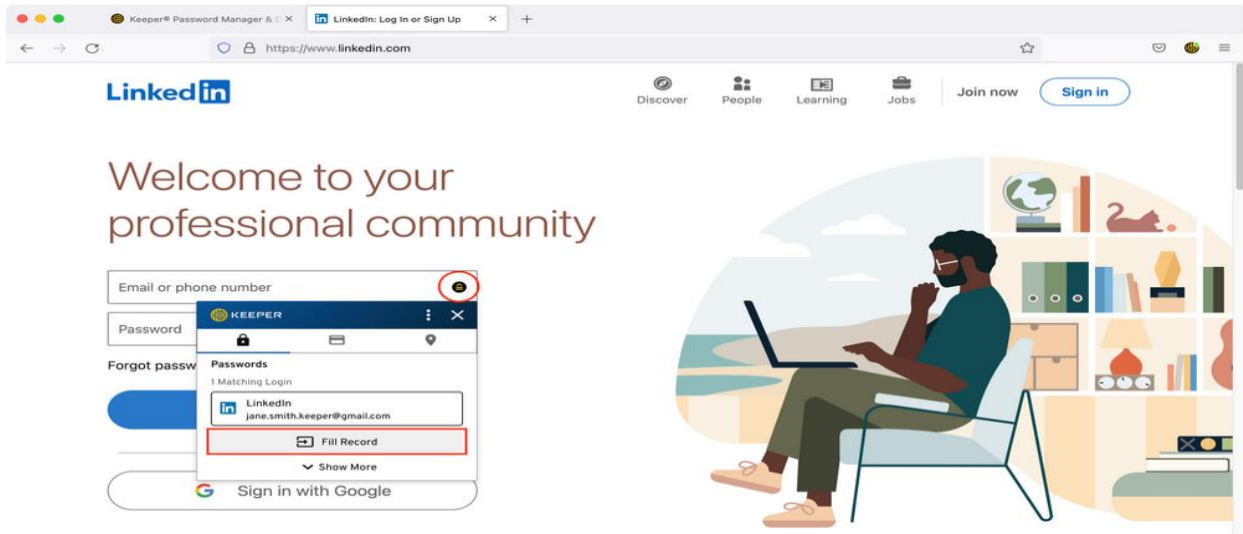 Keeper® Password Manager & D
LinkedIn: Log In or Sign Up
https://www.linkedin.com
Linked in
Discover
People
Learning
Jobs
Join now
Sign in
Welcome to your
professional community
Email or phone number
KEEPER
Password
Forgot passw
Passwords
1 Matching Login
in
LinkedIn
jane.smith.keeper@gmail.com
Fill Record
Show More
G Sign in with Google